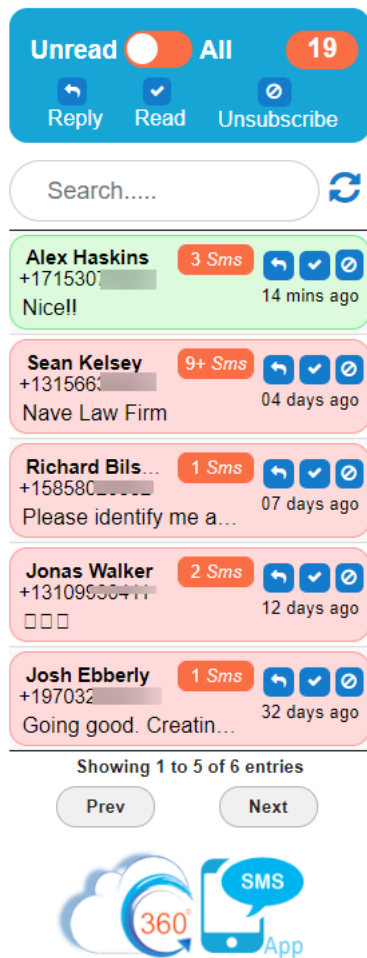 Unread All 19
Reply Read Unsubscribe
Search.....
Alex Haskins 3 Sms
+1715307
14 mins ago
Nice!!
Sean Kelsey 9+ Sms
+1315663
04 days ago
Nave Law Firm
Richard Bils... 1 Sms
+158580
07 days ago
Please identify me a...
Jonas Walker 2 Sms
+13109
12 days ago
Josh Ebberly 1 Sms
+197032
32 days ago
Going good. Creatin...
Showing 1 to 5 of 6 entries
Prev Next
360°
SMS
App